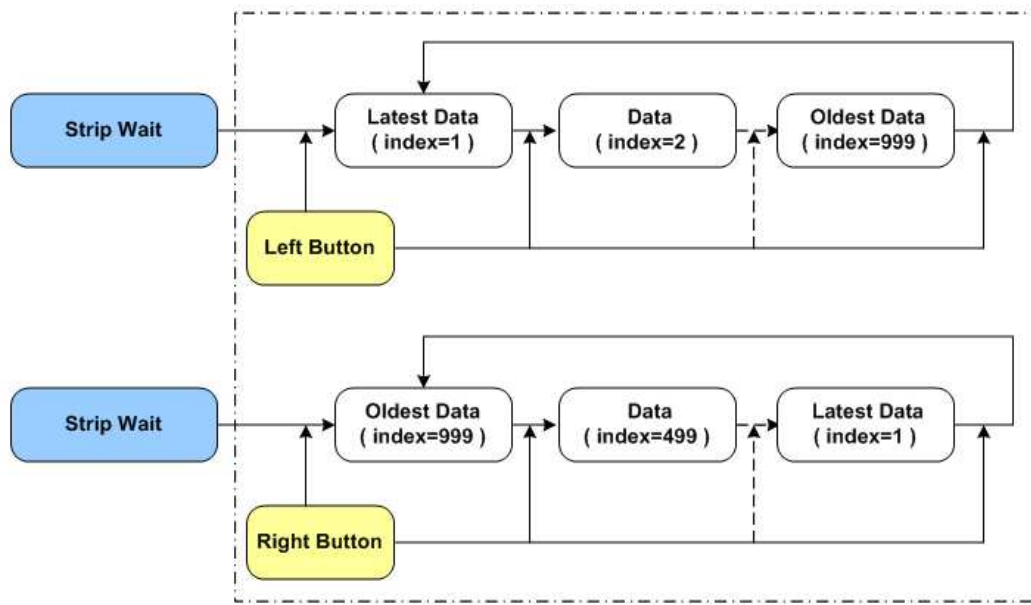 Strip Wait
Latest Data
( index=1 )
Data
( index=2 )
Oldest Data
( index=999 )
Left Button
Strip Wait
Oldest Data
( index=999 )
Data
( index=499 )
Latest Data
( index=1 )
Right Button